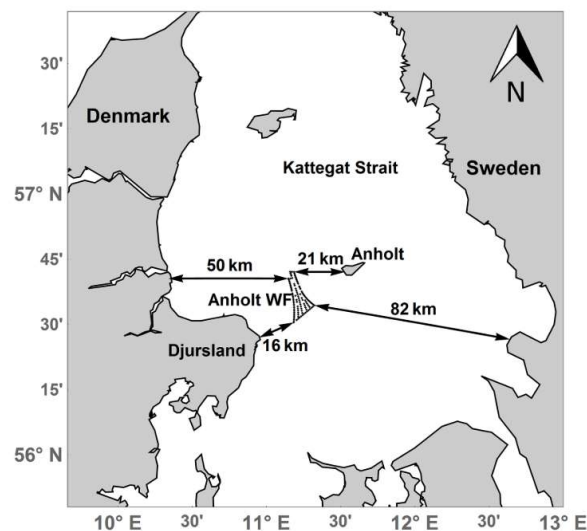 30'
Denmark
N
15'
Kattegat Strait
Sweden
57° N
45'
50 km
21 km
Anholt
Anholt WF
82 km
30'
Djursland
16 km
15'
56° N
10° E
30'
11° E
30'
12° E
30'
13° E